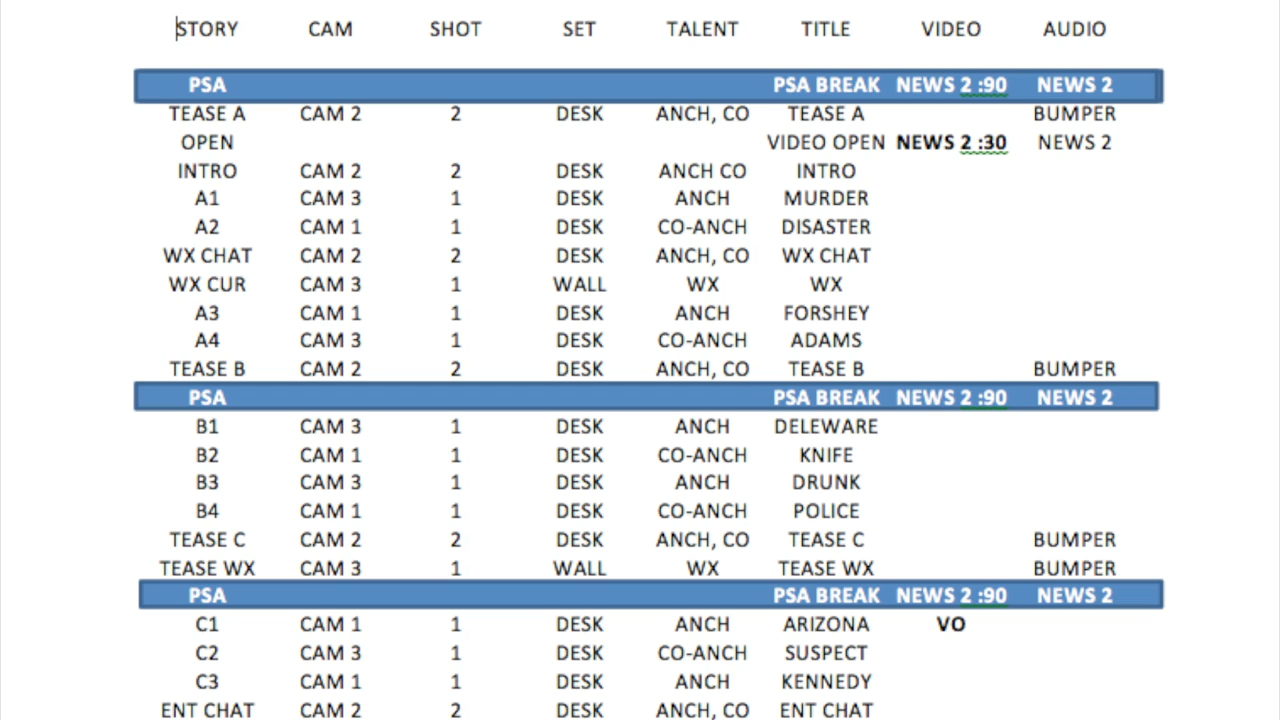 STORY CAM SHOT SET TALENT TITLE VIDEO AUDIO
PSA PSA BREAK NEWS 2 :90 NEWS 2
TEASE A CAM 2 2 DESK ANCH, CO TEASE A BUMPER
OPEN VIDEO OPEN NEWS 2 :30 NEWS 2
INTRO CAM 2 2 DESK ANCH CO INTRO
A1 CAM 3 1 DESK ANCH MURDER
A2 CAM 1 1 DESK CO-ANCH DISASTER
WX CHAT CAM 2 2 DESK ANCH, CO WX CHAT
WX CUR CAM 3 1 WALL WX WX
A3 CAM 1 1 DESK ANCH FORSHEY
A4 CAM 3 1 DESK CO-ANCH ADAMS
TEASE B CAM 2 2 DESK ANCH, CO TEASE B BUMPER
PSA PSA BREAK NEWS 2 :90 NEWS 2
B1 CAM 3 1 DESK ANCH DELEWARE
B2 CAM 1 1 DESK CO-ANCH KNIFE
B3 CAM 3 1 DESK ANCH DRUNK
B4 CAM 1 1 DESK CO-ANCH POLICE
TEASE C CAM 2 2 DESK ANCH, CO TEASE C BUMPER
TEASE WX CAM 3 1 WALL WX TEASE WX BUMPER
PSA PSA BREAK NEWS 2 :90 NEWS 2
C1 CAM 1 1 DESK ANCH ARIZONA VO
C2 CAM 3 1 DESK CO-ANCH SUSPECT
C3 CAM 1 1 DESK ANCH KENNEDY
ENT CHAT CAM 2 2 DESK ANCH, CO ENT CHAT